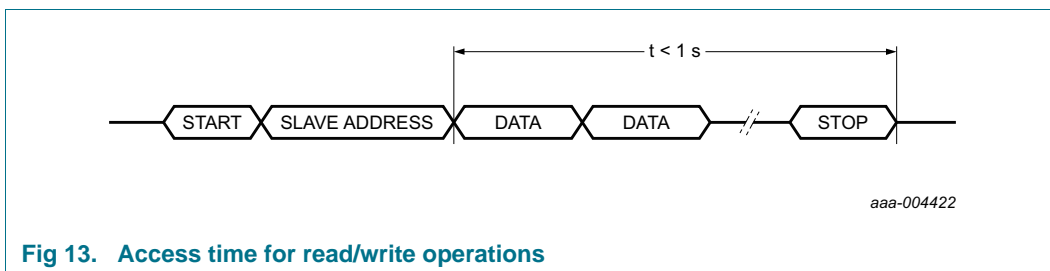 t < 1 s
START SLAVE ADDRESS DATA DATA STOP
aaa-004422
Fig 13. Access time for read/write operations